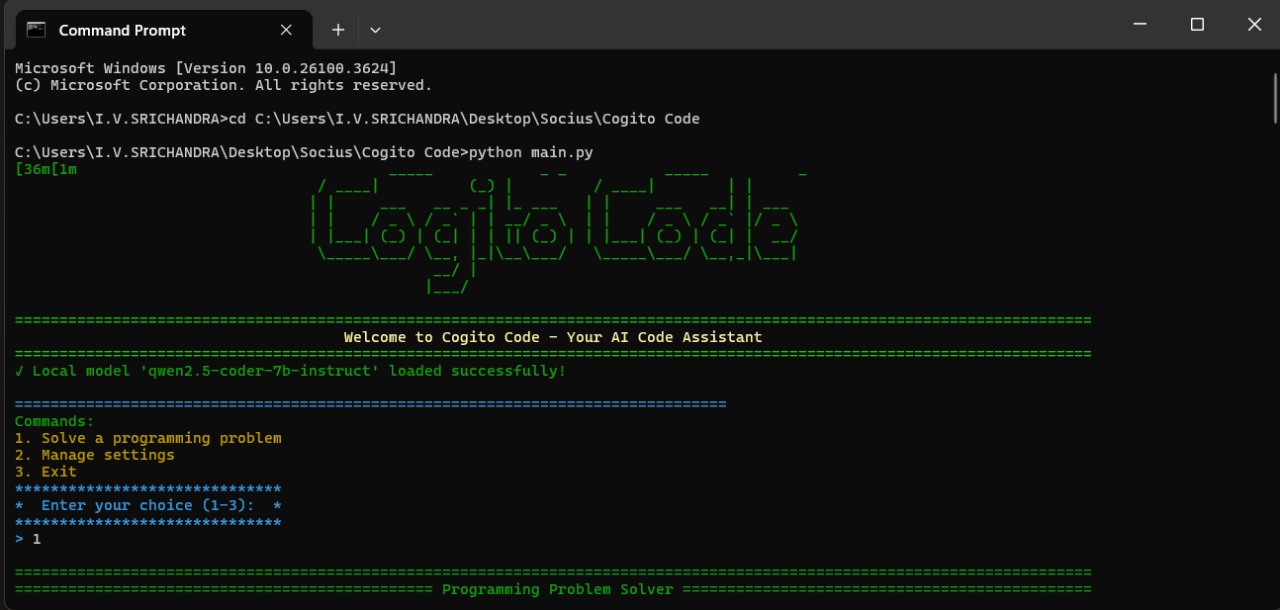 Command Prompt
Microsoft Windows [Version 10.0.26100.3624]
(c) Microsoft Corporation. All rights reserved.
C:\Users\I.V.SRICHANDRA>cd C:\Users\I.V.SRICHANDRA\Desktop\Socius\Cogito Code
C:\Users\I.V.SRICHANDRA\Desktop\Socius\Cogito Code>python main.py
[36m[1m
Cogito Code
========================================================================================================================
Welcome to Cogito Code - Your AI Code Assistant
========================================================================================================================
✓ Local model 'qwen2.5-coder-7b-instruct' loaded successfully!
================================================================================
Commands:
1. Solve a programming problem
2. Manage settings
3. Exit
******************************
*  Enter your choice (1-3):  *
******************************
> 1
========================================================================================================================
=============================================== Programming Problem Solver ==============================================